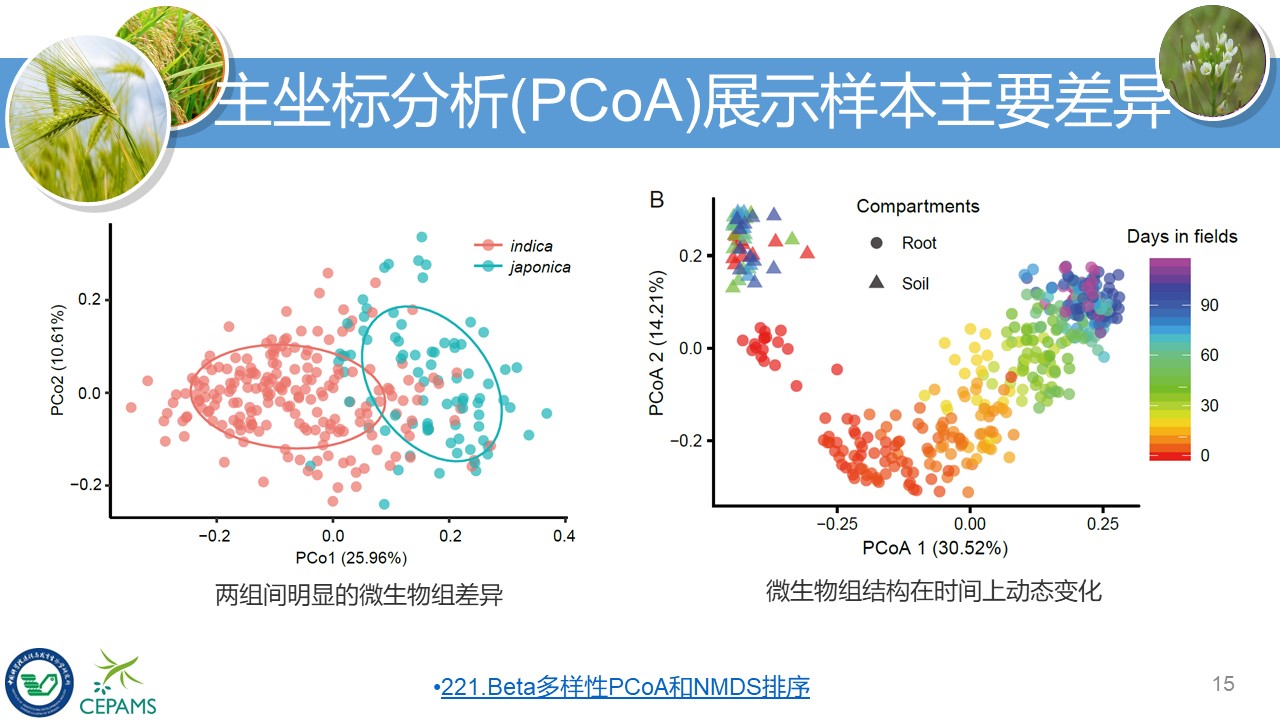 主坐标分析(PCoA)展示样本主要差异
indica
japonica
PCo2 (10.61%)
0.2
0.0
−0.2
−0.2
0.0
0.2
0.4
PCo1 (25.96%)
两组间明显的微生物组差异
B
Compartments
Root
Soil
Days in fields
90
60
30
0
PCoA 2 (14.21%)
0.2
0.0
−0.2
−0.25
0.00
0.25
PCoA 1 (30.52%)
微生物组结构在时间上动态变化
CEPAMS
•221.Beta多样性PCoA和NMDS排序
15